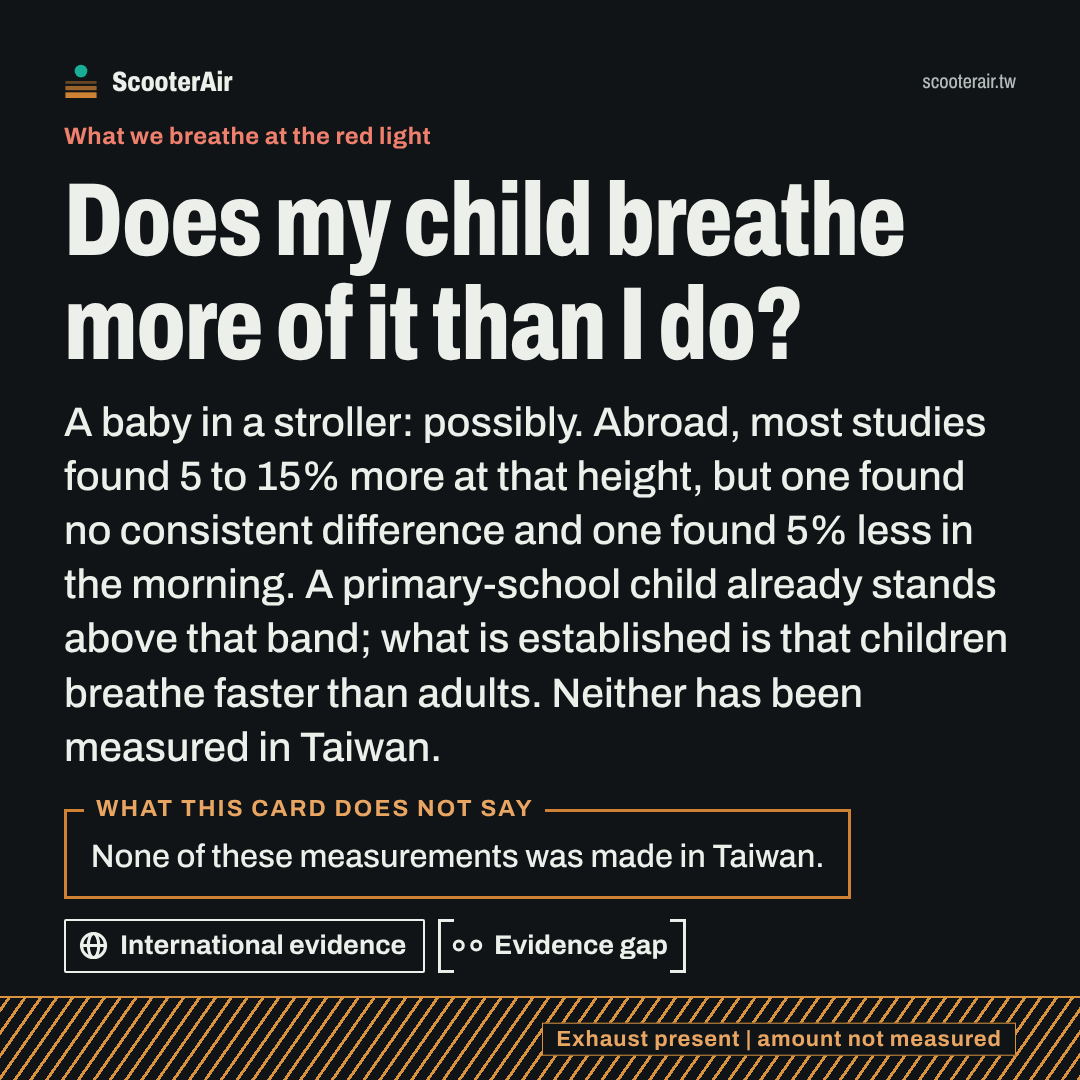 ScooterAir
scooterair.tw
What we breathe at the red light
Does my child breathe
more of it than I do?
A baby in a stroller: possibly. Abroad, most studies
found 5 to 15% more at that height, but one found
no consistent difference and one found 5% less in
the morning. A primary-school child already stands
above that band; what is established is that children
breathe faster than adults. Neither has been
measured in Taiwan.
WHAT THIS CARD DOES NOT SAY
None of these measurements was made in Taiwan.
International evidence
Evidence gap
Exhaust present | amount not measured